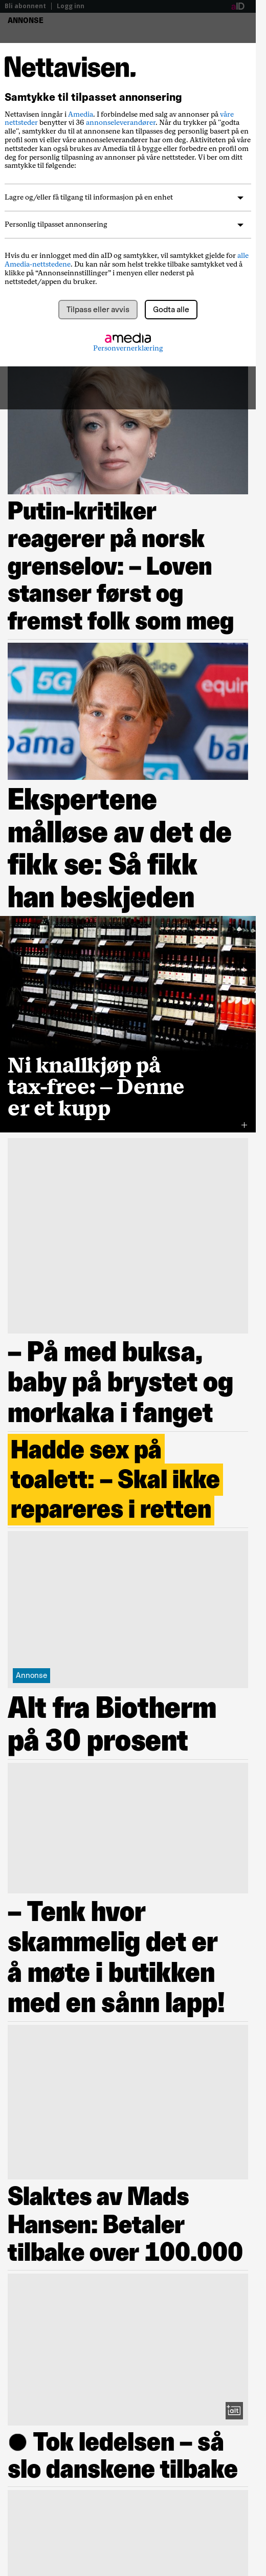 Bli abonnent | Logg inn
aID
ANNONSE
Nettavisen.
Samtykke til tilpasset annonsering
Nettavisen inngår i Amedia. I forbindelse med salg av annonser på våre
nettsteder benytter vi 36 annonseleverandører. Når du trykker på "godta
alle", samtykker du til at annonsene kan tilpasses deg personlig basert på en
profil som vi eller våre annonseleverandører har om deg. Aktiviteten på våre
nettsteder kan også brukes av Amedia til å bygge eller forbedre en profil om
deg for personlig tilpasning av annonser på våre nettsteder. Vi ber om ditt
samtykke til følgende:
Lagre og/eller få tilgang til informasjon på en enhet
Personlig tilpasset annonsering
Hvis du er innlogget med din aID og samtykker, vil samtykket gjelde for alle
Amedia-nettstedene. Du kan når som helst trekke tilbake samtykket ved å
klikke på “Annonseinnstillinger” i menyen eller nederst på
nettstedet/appen du bruker.
Tilpass eller avvis
Godta alle
amedia
Personvernerklæring
Putin-kritiker
reagerer på norsk
grenselov: – Loven
stanser først og
fremst folk som meg
5G
equin
bama
5G
bam
Ekspertene
målløse av det de
fikk se: Så fikk
han beskjeden
Ni knallkjøp på
tax-free: – Denne
er et kupp
+
– På med buksa,
baby på brystet og
morkaka i fanget
Hadde sex på
toalett: – Skal ikke
repareres i retten
Annonse
Alt fra Biotherm
på 30 prosent
– Tenk hvor
skammelig det er
å møte i butikken
med en sånn lapp!
Slaktes av Mads
Hansen: Betaler
tilbake over 100.000
+alt
● Tok ledelsen – så
slo danskene tilbake